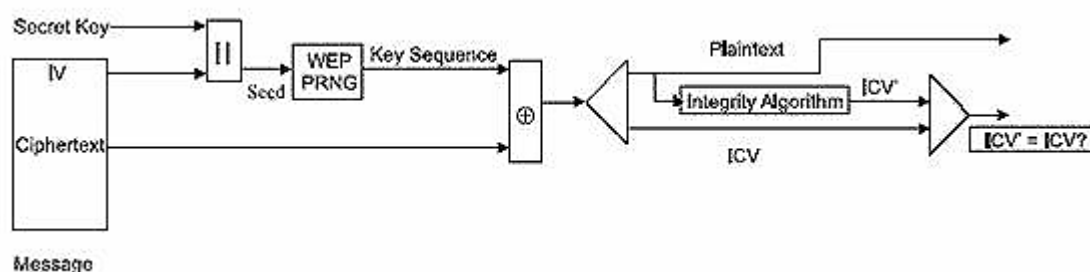 Secret Key
IV
||
Seed
WEP
PRNG
Key Sequence
Ciphertext
⊕
Plaintext
Integrity Algorithm
ICV'
ICV
ICV' = ICV?
Message